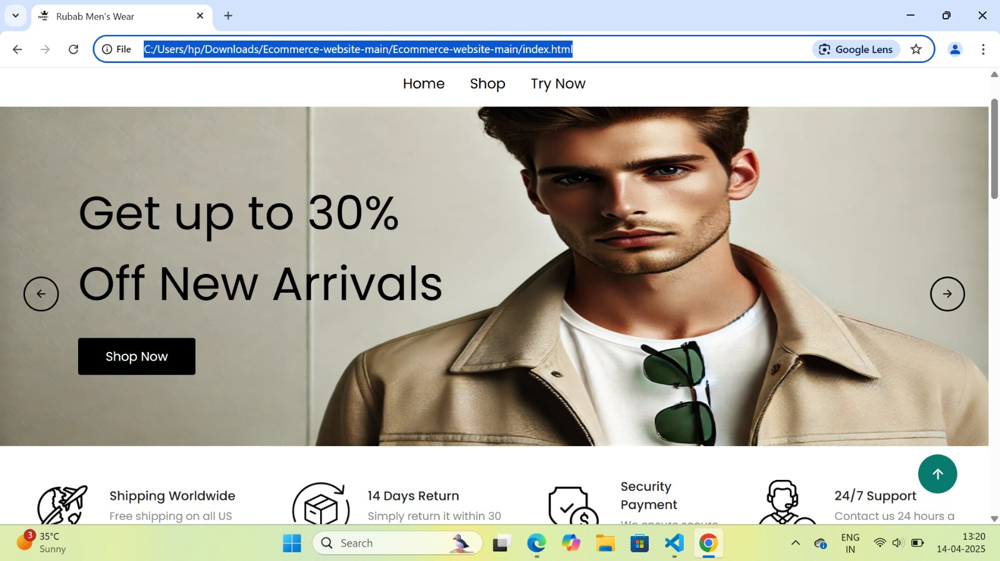 Rubab Men's Wear
File
C:/Users/hp/Downloads/Ecommerce-website-main/Ecommerce-website-main/index.html
Google Lens
Home
Shop
Try Now
Get up to 30%
Off New Arrivals
Shop Now
Shipping Worldwide
Free shipping on all US
14 Days Return
Simply return it within 30
Security
Payment
We ensure secure
24/7 Support
Contact us 24 hours a
3
35°C
Sunny
Search
ENG
IN
13:20
14-04-2025